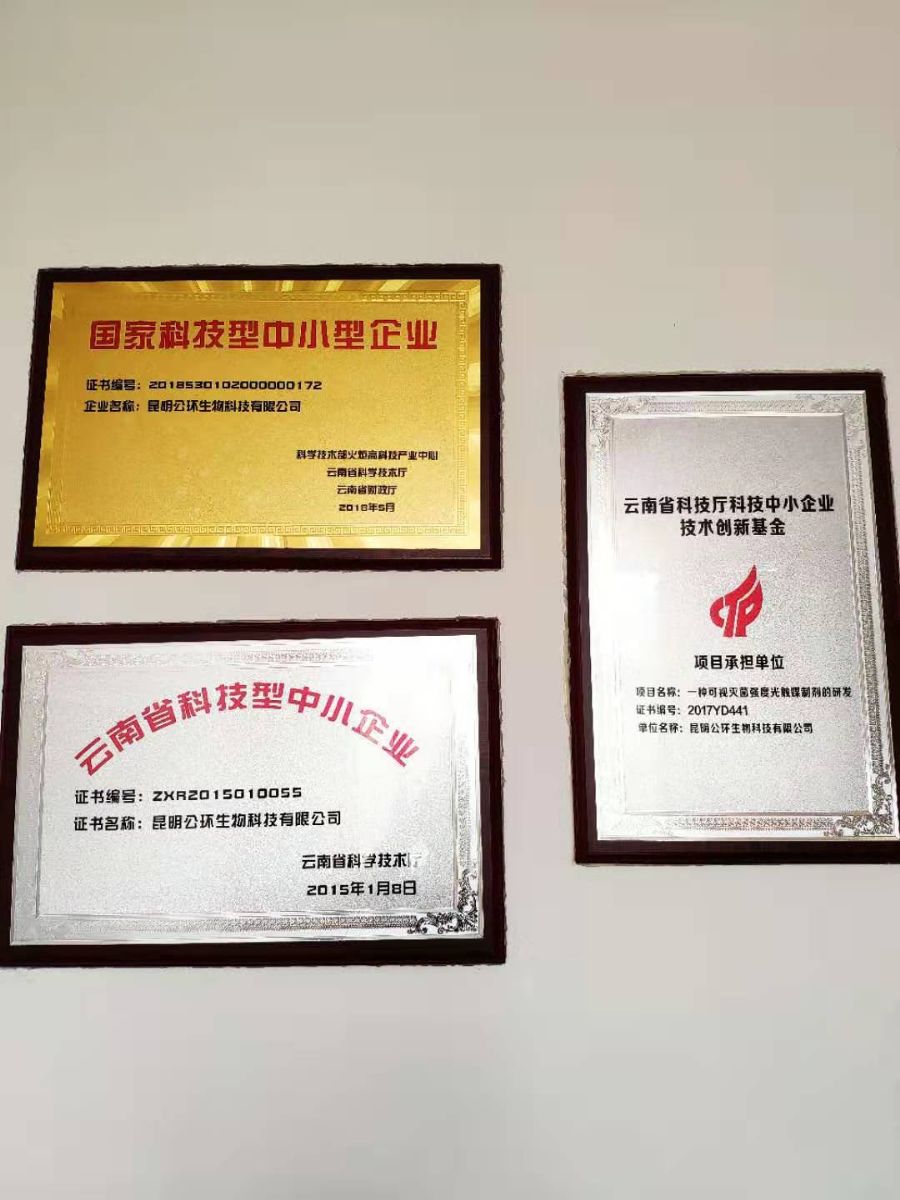 国家科技型中小型企业
证书编号：2018530102000000172
企业名称：昆明公环生物科技有限公司
科学技术部火炬高科技产业中心
云南省科学技术厅
云南省财政厅
2018年5月
云南省科技型中小企业
证书编号：ZXR2015010055
证书名称：昆明公环生物科技有限公司
云南省科学技术厅
2015年1月8日
云南省科技厅科技中小企业
技术创新基金
CTP
项目承担单位
项目名称：一种可视灭菌强度光触媒制剂的研发
证书编号：2017YD441
单位名称：昆明公环生物科技有限公司